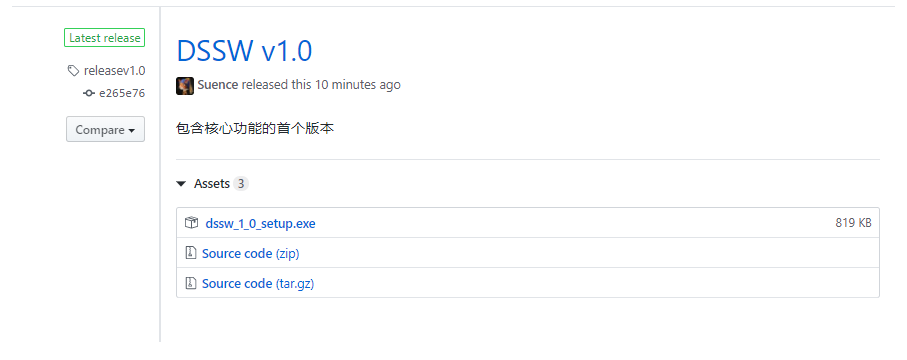 Latest release
releasev1.0
e265e76
Compare
DSSW v1.0
Suence released this 10 minutes ago
包含核心功能的首个版本
Assets 3
dssw_1_0_setup.exe 819 KB
Source code (zip)
Source code (tar.gz)